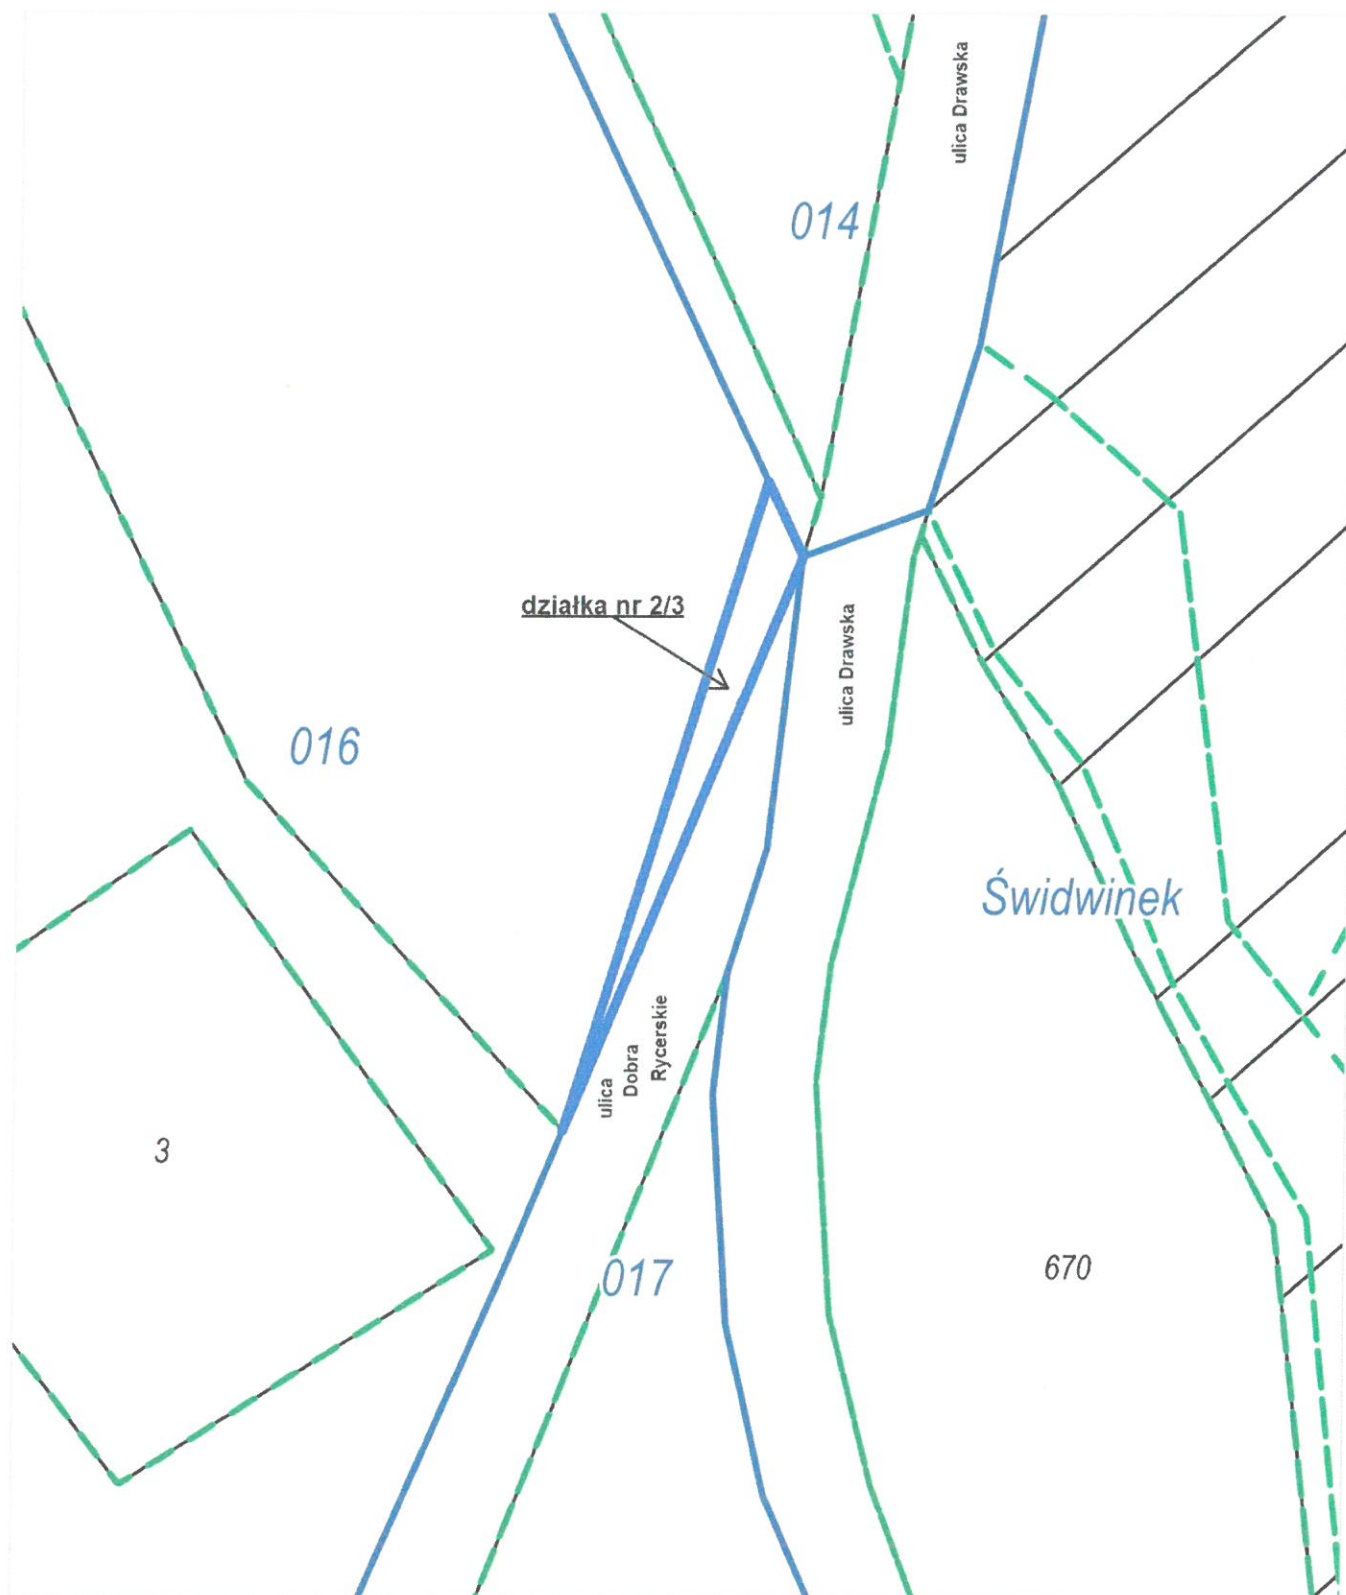 ulica Drawska
014
działka nr 2/3
ulica Drawska
016
Świdwinek
ulica
Dobra
Rycerskie
3
017
670